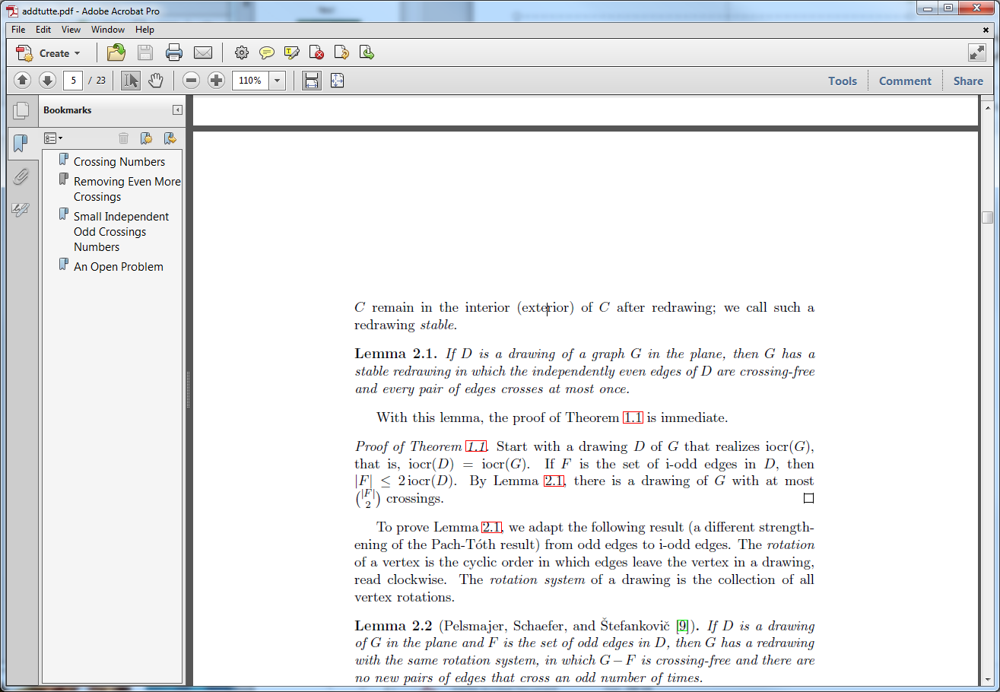 addtutte.pdf - Adobe Acrobat Pro
File Edit View Window Help
Create
5 / 23 110% Tools Comment Share
Bookmarks
Crossing Numbers
Removing Even More
Crossings
Small Independent
Odd Crossings
Numbers
An Open Problem
C remain in the interior (exterior) of C after redrawing; we call such a
redrawing stable.
Lemma 2.1. If D is a drawing of a graph G in the plane, then G has a
stable redrawing in which the independently even edges of D are crossing-free
and every pair of edges crosses at most once.
With this lemma, the proof of Theorem 1.1 is immediate.
Proof of Theorem 1.1. Start with a drawing D of G that realizes iocr(G),
that is, iocr(D) = iocr(G). If F is the set of i-odd edges in D, then
|F| ≤ 2 iocr(D). By Lemma 2.1, there is a drawing of G with at most
(|F| 2) crossings. □
To prove Lemma 2.1, we adapt the following result (a different strength-
ening of the Pach-Tóth result) from odd edges to i-odd edges. The rotation
of a vertex is the cyclic order in which edges leave the vertex in a drawing,
read clockwise. The rotation system of a drawing is the collection of all
vertex rotations.
Lemma 2.2 (Pelsmajer, Schaefer, and Štefankovič [9]). If D is a drawing
of G in the plane and F is the set of odd edges in D, then G has a redrawing
with the same rotation system, in which G − F is crossing-free and there are
no new pairs of edges that cross an odd number of times.